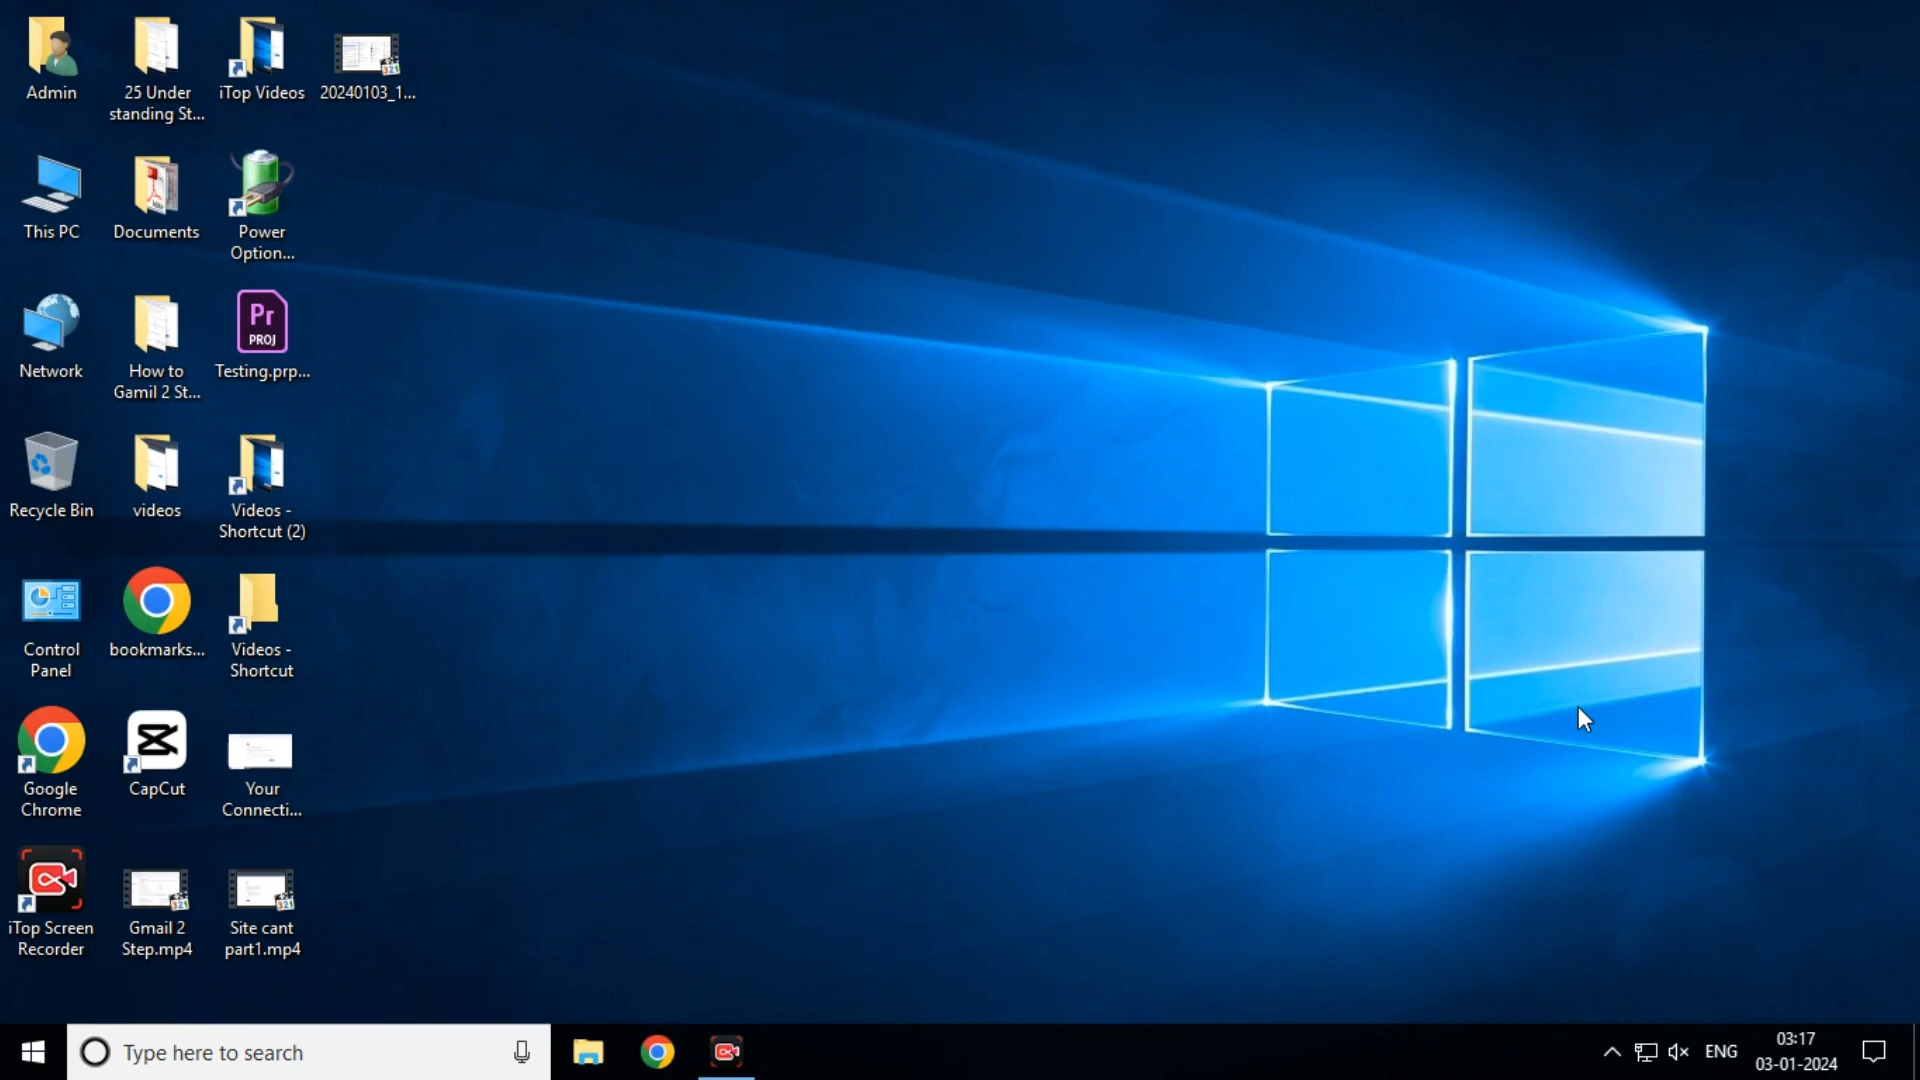 Admin
25 Under
standing St...
iTop Videos
20240103_1...
This PC
Documents
Power
Option...
Network
How to
Gamil 2 St...
Pr
PROJ
Testing.prp...
Recycle Bin
videos
Videos -
Shortcut (2)
Control
Panel
bookmarks...
Videos -
Shortcut
Google
Chrome
CapCut
Your
Connecti...
iTop Screen
Recorder
Gmail 2
Step.mp4
Site cant
part1.mp4
Type here to search
ENG
03:17
03-01-2024